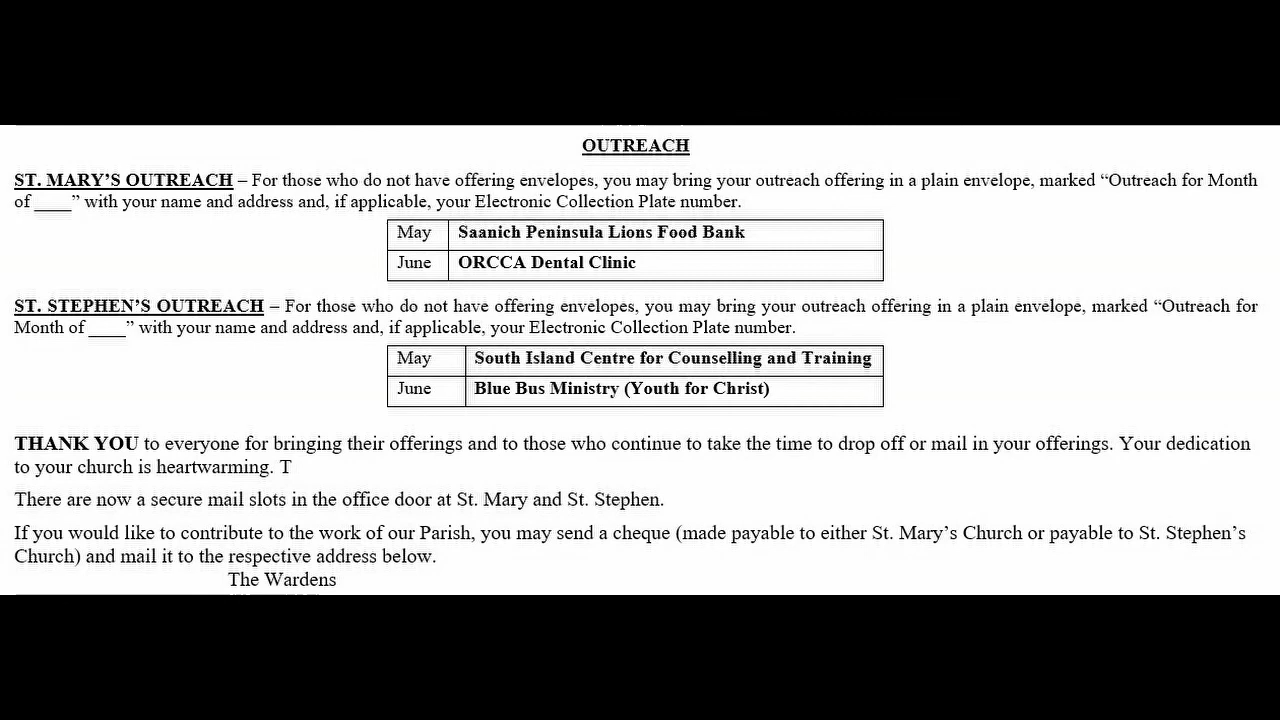 OUTREACH
ST. MARY’S OUTREACH – For those who do not have offering envelopes, you may bring your outreach offering in a plain envelope, marked “Outreach for Month
of ____” with your name and address and, if applicable, your Electronic Collection Plate number.
May Saanich Peninsula Lions Food Bank
June ORCCA Dental Clinic
ST. STEPHEN’S OUTREACH – For those who do not have offering envelopes, you may bring your outreach offering in a plain envelope, marked “Outreach for
Month of ____” with your name and address and, if applicable, your Electronic Collection Plate number.
May South Island Centre for Counselling and Training
June Blue Bus Ministry (Youth for Christ)
THANK YOU to everyone for bringing their offerings and to those who continue to take the time to drop off or mail in your offerings. Your dedication
to your church is heartwarming. T
There are now a secure mail slots in the office door at St. Mary and St. Stephen.
If you would like to contribute to the work of our Parish, you may send a cheque (made payable to either St. Mary’s Church or payable to St. Stephen’s
Church) and mail it to the respective address below.
The Wardens